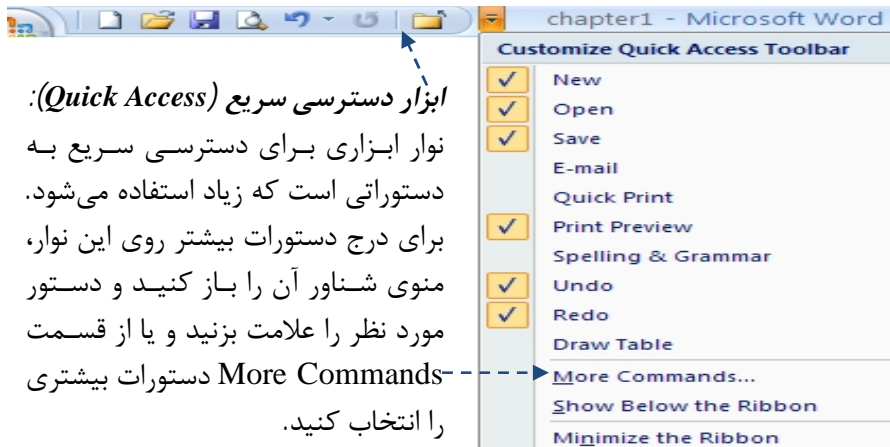 chapter1 - Microsoft Word
Customize Quick Access Toolbar
New
Open
Save
E-mail
Quick Print
Print Preview
Spelling & Grammar
Undo
Redo
Draw Table
More Commands...
Show Below the Ribbon
Minimize the Ribbon
ابزار دسترسی سریع (Quick Access):
نوار ابزاری برای دسترسی سریع به
دستوراتی است که زیاد استفاده می‌شود.
برای درج دستورات بیشتر روی این نوار،
منوی شناور آن را باز کنید و دستور
مورد نظر را علامت بزنید و یا از قسمت
More Commands دستورات بیشتری
را انتخاب کنید.